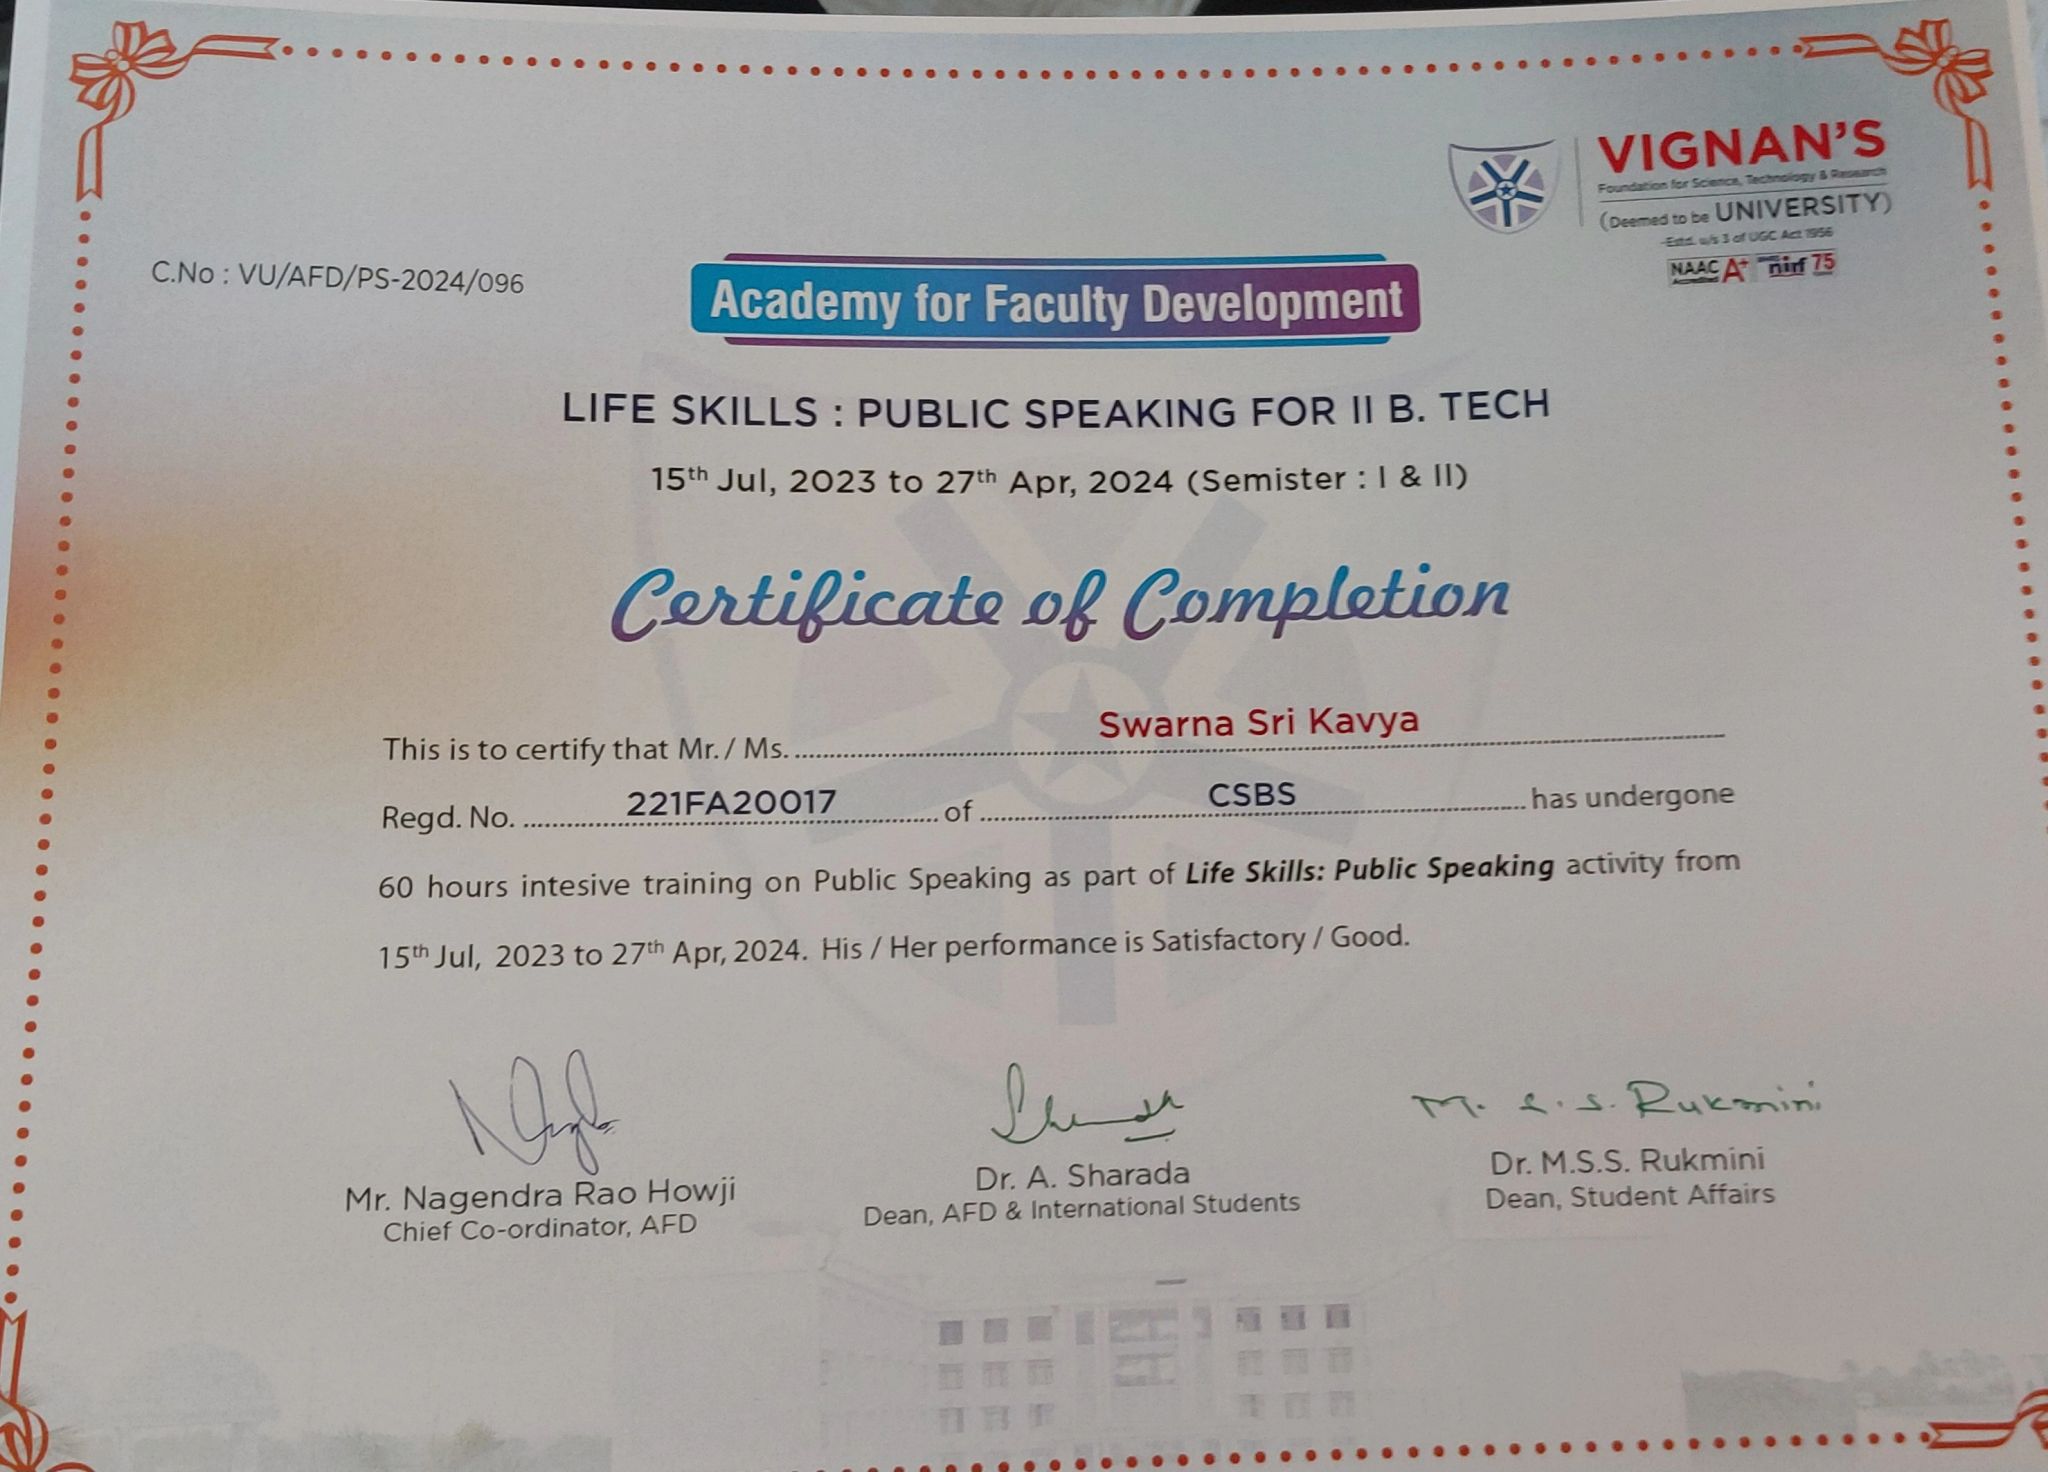 VIGNAN'S
Foundation for Science, Technology & Research
(Deemed to be UNIVERSITY)
-Estd. u/s 3 of UGC Act 1956
NAAC Accredited A+ nirf 75
C.No : VU/AFD/PS-2024/096
Academy for Faculty Development
LIFE SKILLS : PUBLIC SPEAKING FOR II B. TECH
15th Jul, 2023 to 27th Apr, 2024 (Semister : I & II)
Certificate of Completion
This is to certify that Mr. / Ms. Swarna Sri Kavya
Regd. No. 221FA20017 of CSBS has undergone
60 hours intesive training on Public Speaking as part of Life Skills: Public Speaking activity from
15th Jul, 2023 to 27th Apr, 2024. His / Her performance is Satisfactory / Good.
M. S. S. Rukmini
Mr. Nagendra Rao Howji
Chief Co-ordinator, AFD
Dr. A. Sharada
Dean, AFD & International Students
Dr. M.S.S. Rukmini
Dean, Student Affairs